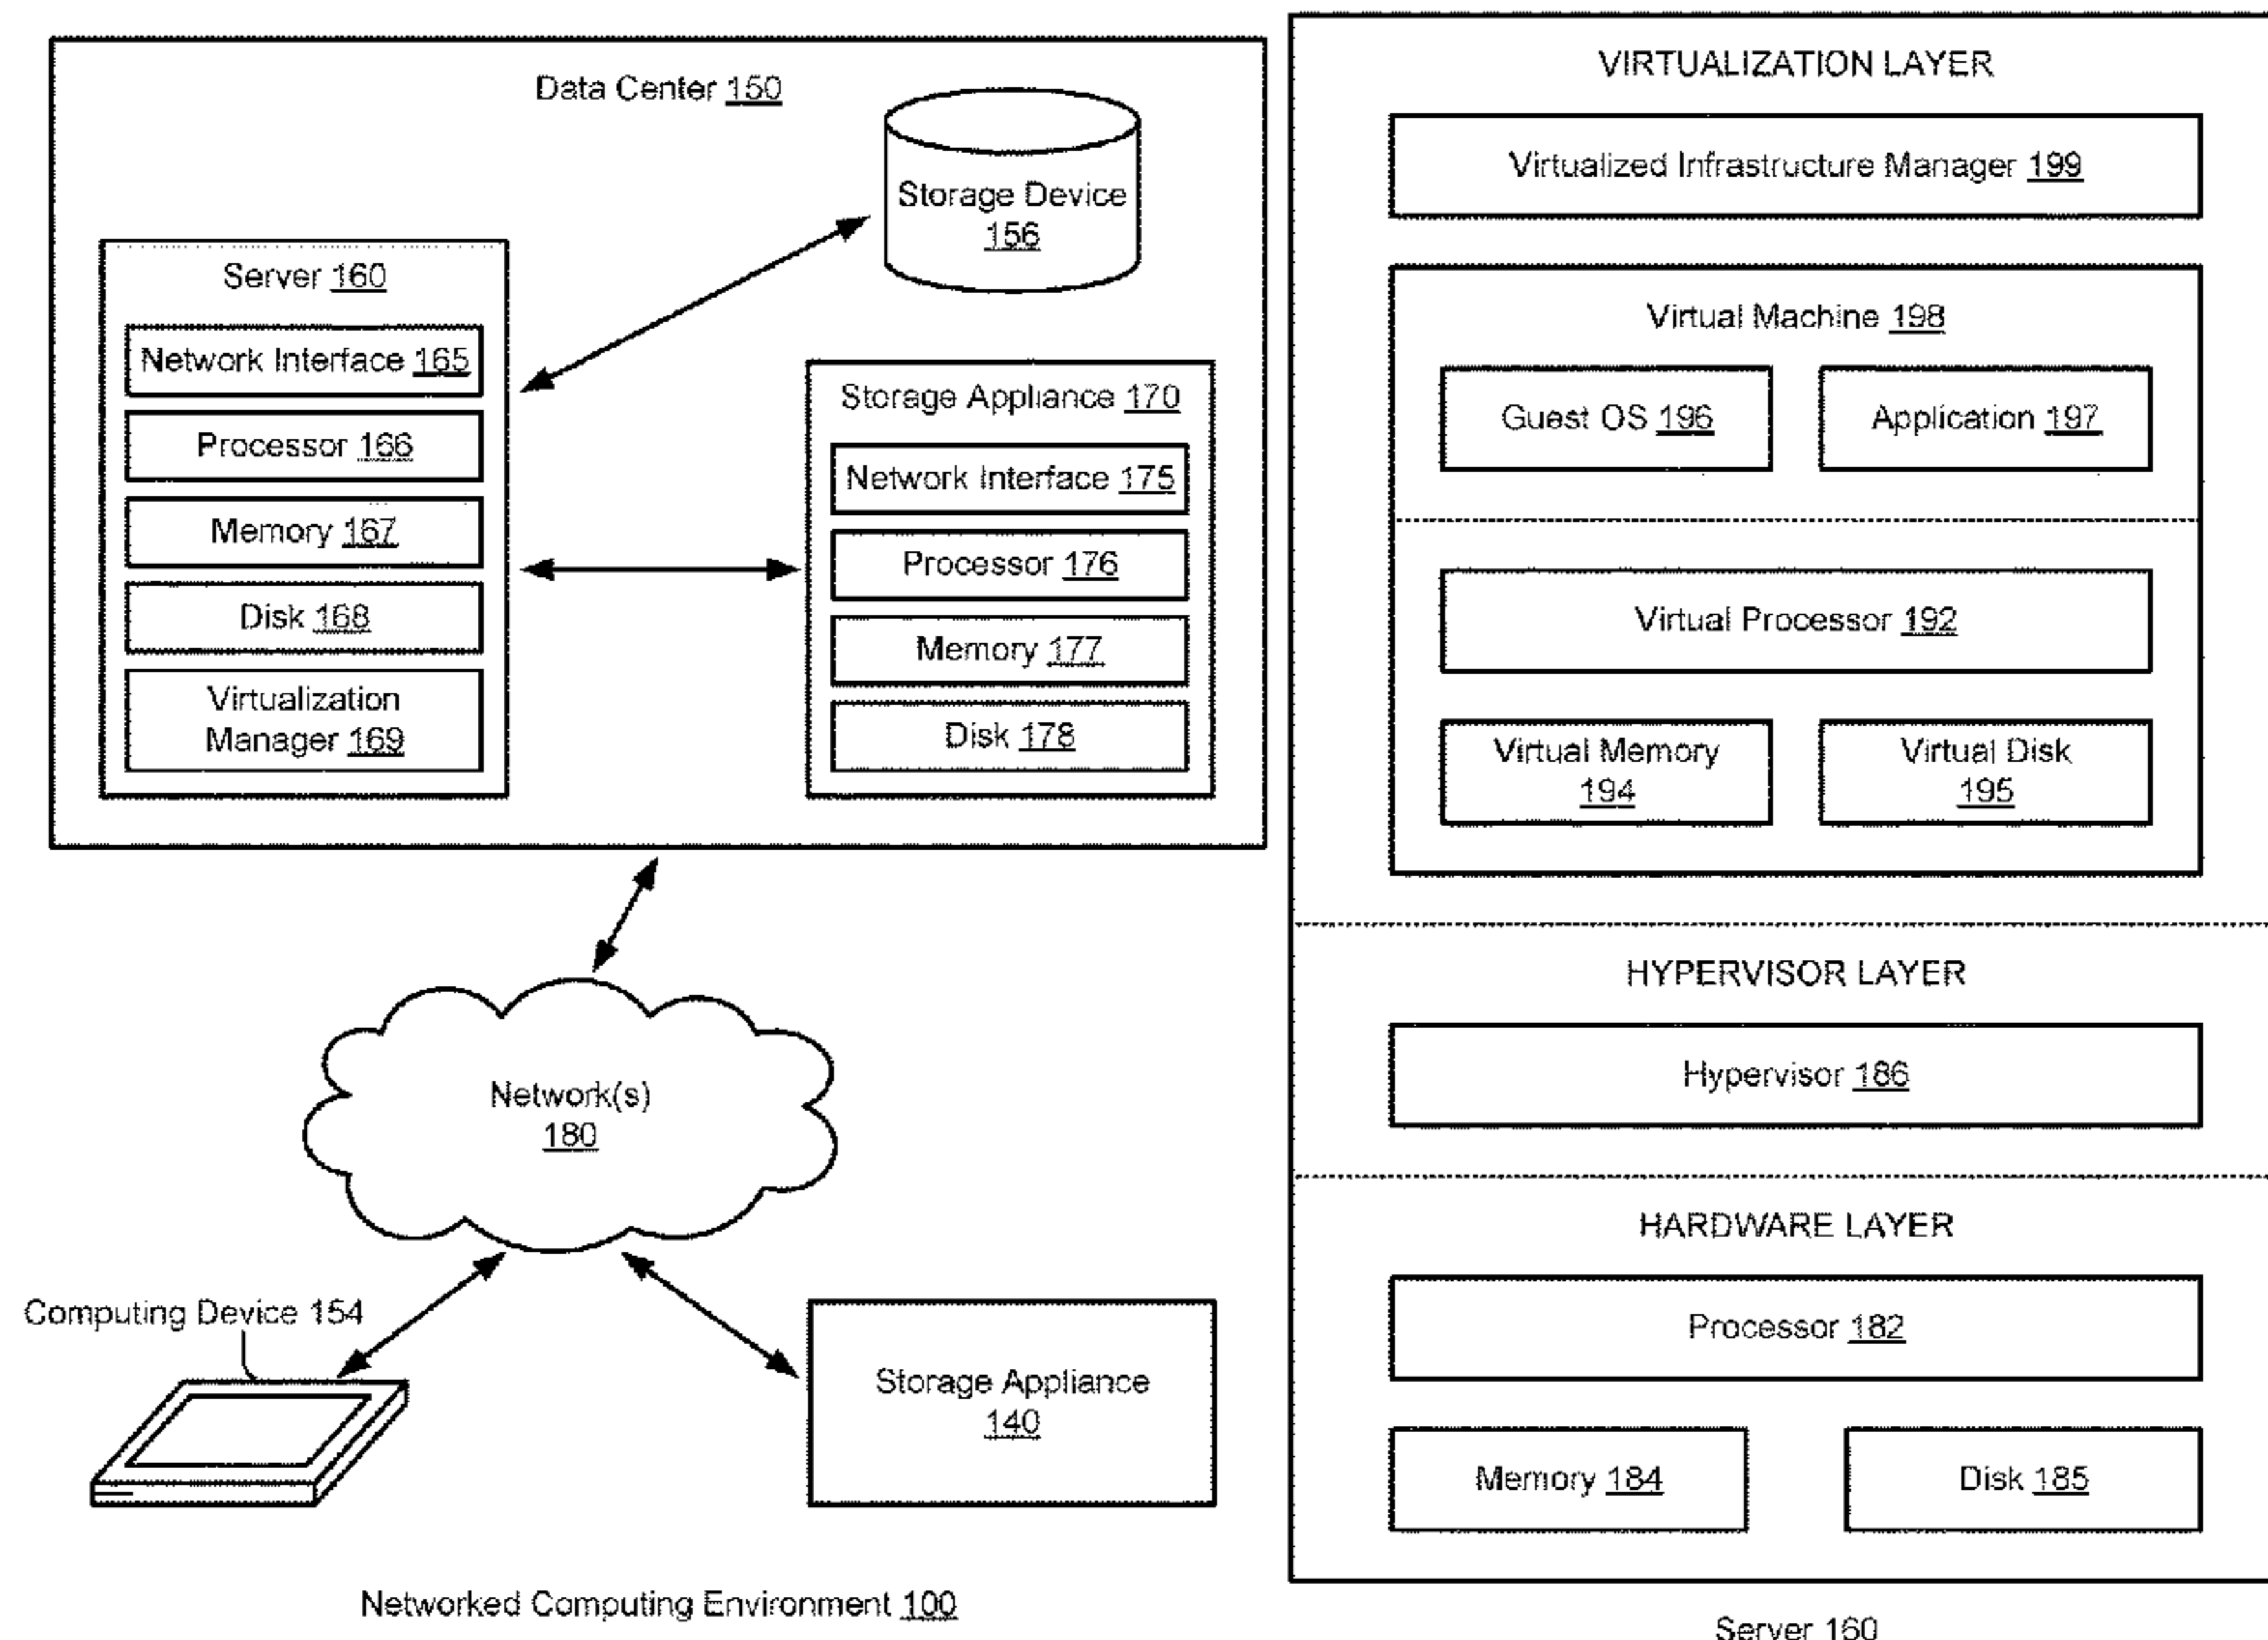 Data Center 150
Storage Device
156
Server 160
Network Interface 165
Processor 166
Memory 167
Disk 168
Virtualization
Manager 169
Storage Appliance 170
Network Interface 175
Processor 176
Memory 177
Disk 178
Network(s)
180
Computing Device 154
Storage Appliance
140
Networked Computing Environment 100
VIRTUALIZATION LAYER
Virtualized Infrastructure Manager 199
Virtual Machine 198
Guest OS 196
Application 197
Virtual Processor 192
Virtual Memory
194
Virtual Disk
195
HYPERVISOR LAYER
Hypervisor 186
HARDWARE LAYER
Processor 182
Memory 184
Disk 185
Server 160